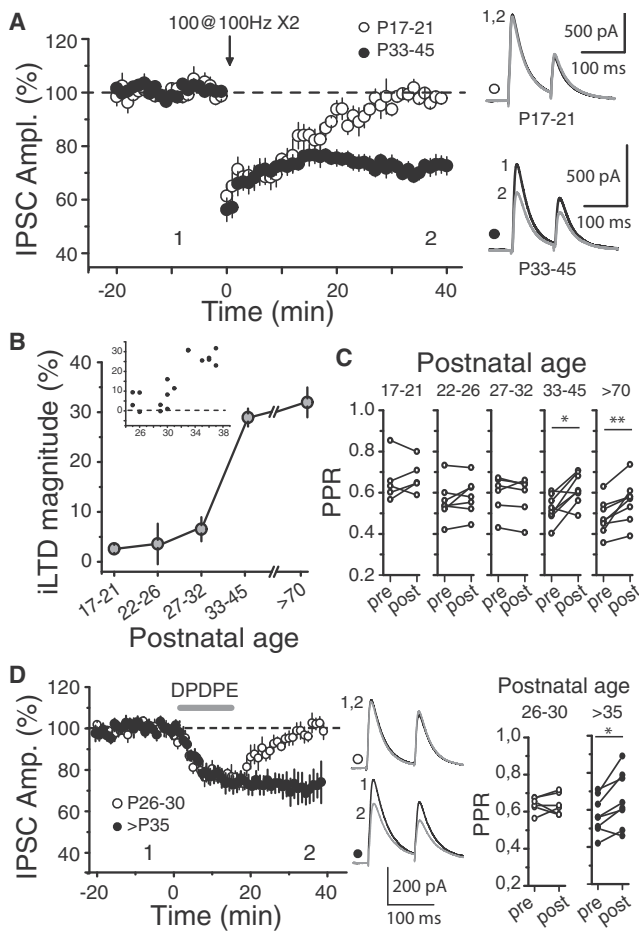 A
100@100Hz X2
P17-21
P33-45
IPSC Ampl. (%)
120
100
80
60
40
1
2
-20
0
20
40
Time (min)
1,2
500 pA
100 ms
P17-21
1
2
500 pA
100 ms
P33-45
B
iLTD magnitude (%)
40
30
20
10
0
30
20
10
0
26
28
30
32
34
36
38
17-21
22-26
27-32
33-45
>70
Postnatal age
C
Postnatal age
17-21
22-26
27-32
33-45
>70
*
**
PPR
1.0
0.8
0.6
0.4
0.2
pre
post
pre
post
pre
post
pre
post
pre
post
D
DPDPE
IPSC Amp. (%)
120
100
80
60
40
P26-30
>P35
1
2
-20
0
20
40
Time (min)
1,2
1
2
200 pA
100 ms
Postnatal age
26-30
>35
*
PPR
1,0
0,8
0,6
0,4
0,2
pre
post
pre
post